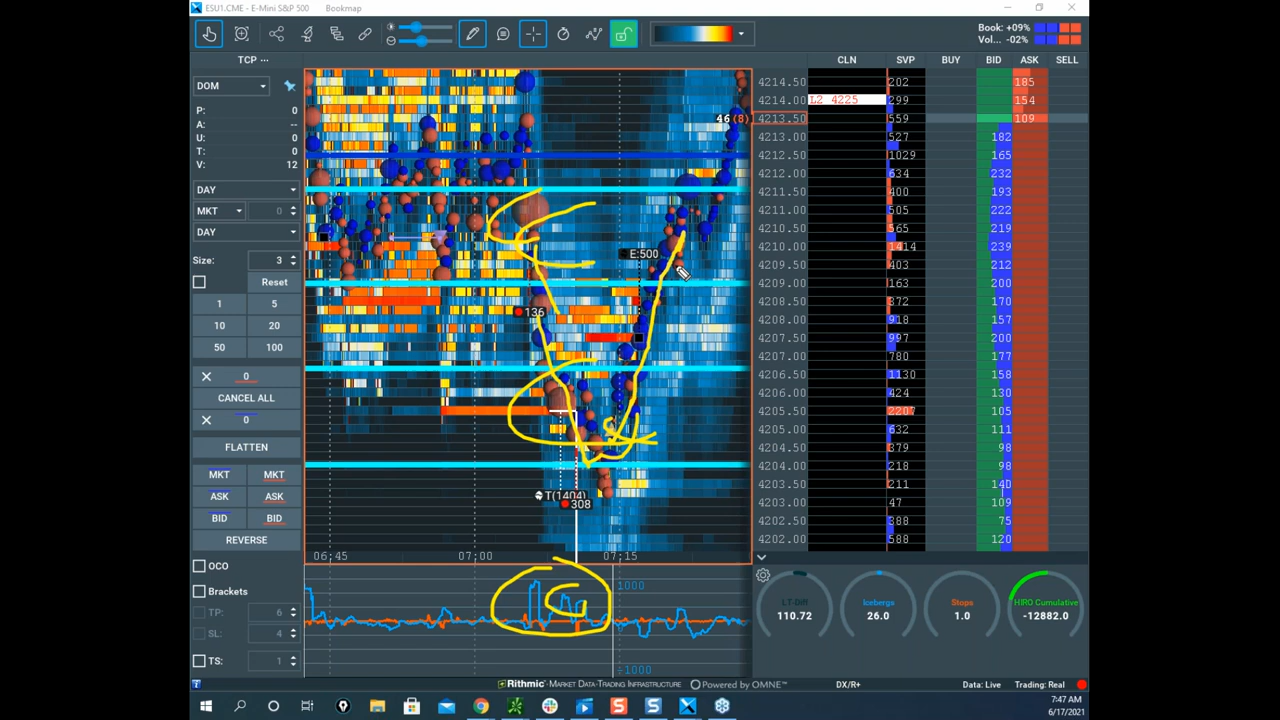 ESU1.CME - E-Mini S&P 500 Bookmap
Book: +09%
Vol... -02%
TCP ...
DOM
P: 0
A: --
U: 0
T: 0
V: 12
DAY
MKT 0
DAY
Size: 3
Reset
1 5
10 20
50 100
0
CANCEL ALL
0
FLATTEN
MKT MKT
ASK ASK
BID BID
REVERSE
OCO
Brackets
TP: 6
SL: 4
TS: 1
46 (8)
E:500
136
T(1404)
308
06:45 07:00 07:15
1000
-1000
CLN SVP BUY BID ASK SELL
4214.50 202 185
4214.00 L2 4225 299 154
4213.50 559 109
4213.00 527 182
4212.50 1029 165
4212.00 634 232
4211.50 400 193
4211.00 505 222
4210.50 565 219
4210.00 1414 239
4209.50 403 212
4209.00 163 200
4208.50 372 170
4208.00 918 157
4207.50 997 200
4207.00 780 177
4206.50 1130 158
4206.00 424 130
4205.50 2207 105
4205.00 632 111
4204.50 379 98
4204.00 218 98
4203.50 211 140
4203.00 47 109
4202.50 388 75
4202.00 588 120
LT-Diff
110.72
Icebergs
26.0
Stops
1.0
HIRO Cumulative
-12882.0
Rithmic - Market Data-Trading Infrastructure Powered by OMNE™ DX/R+ Data: Live Trading: Real
7:47 AM
6/17/2021